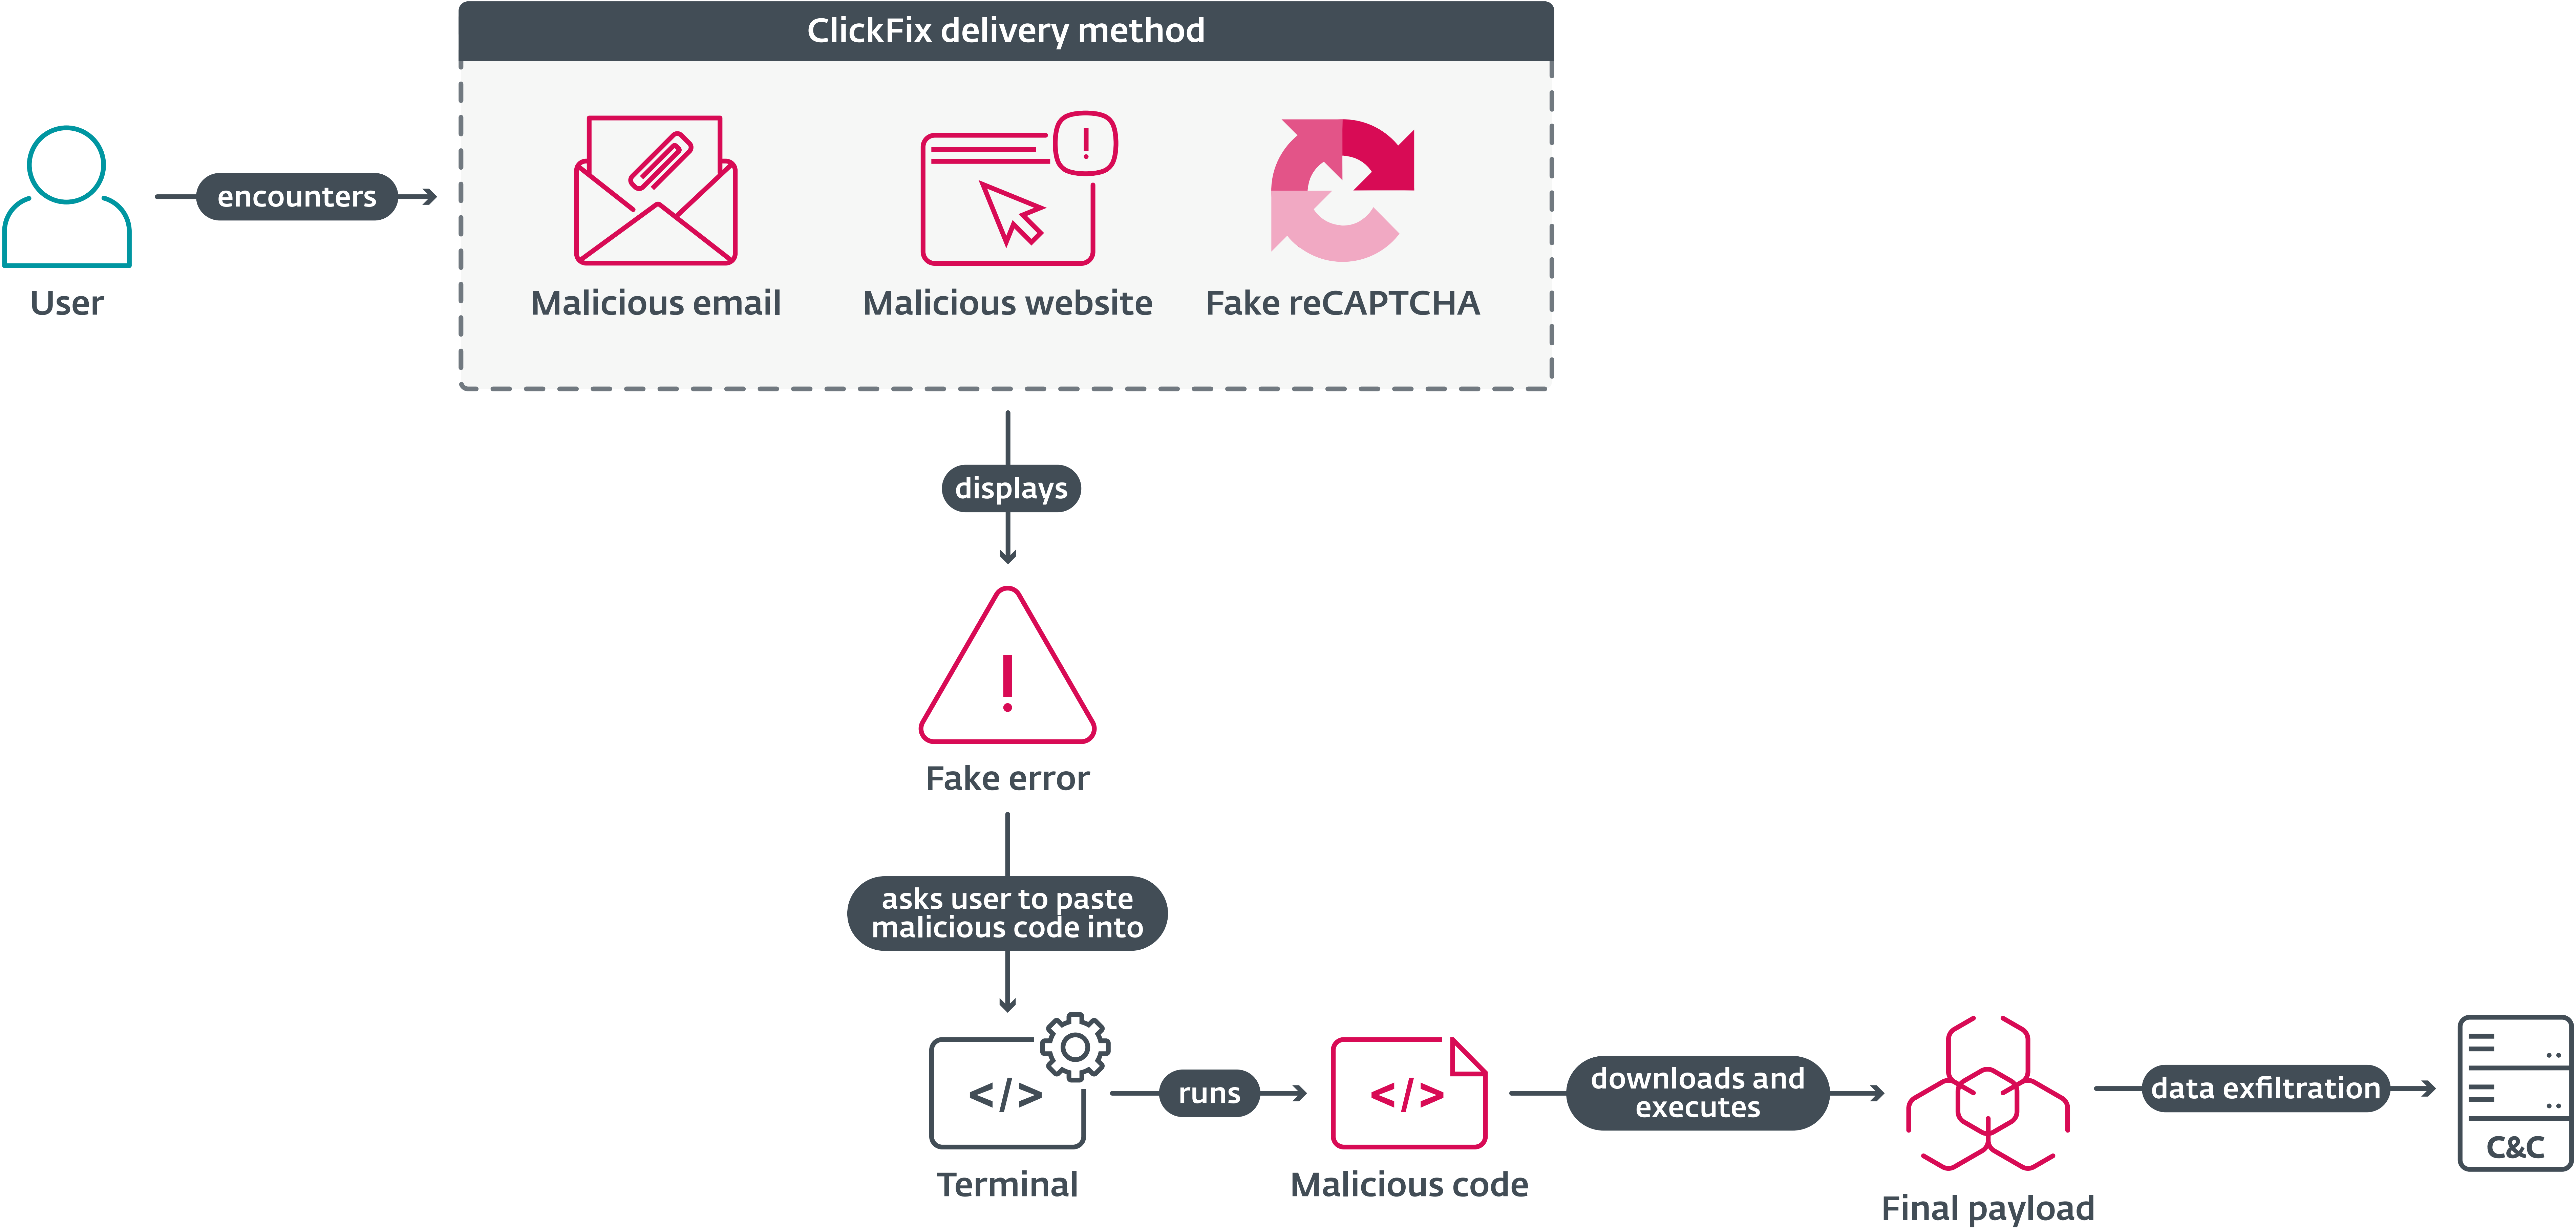 ClickFix delivery method
encounters
User
Malicious email
Malicious website
Fake reCAPTCHA
displays
Fake error
asks user to paste
malicious code into
</>
Terminal
runs
</>
Malicious code
downloads and
executes
Final payload
data exfiltration
C&C